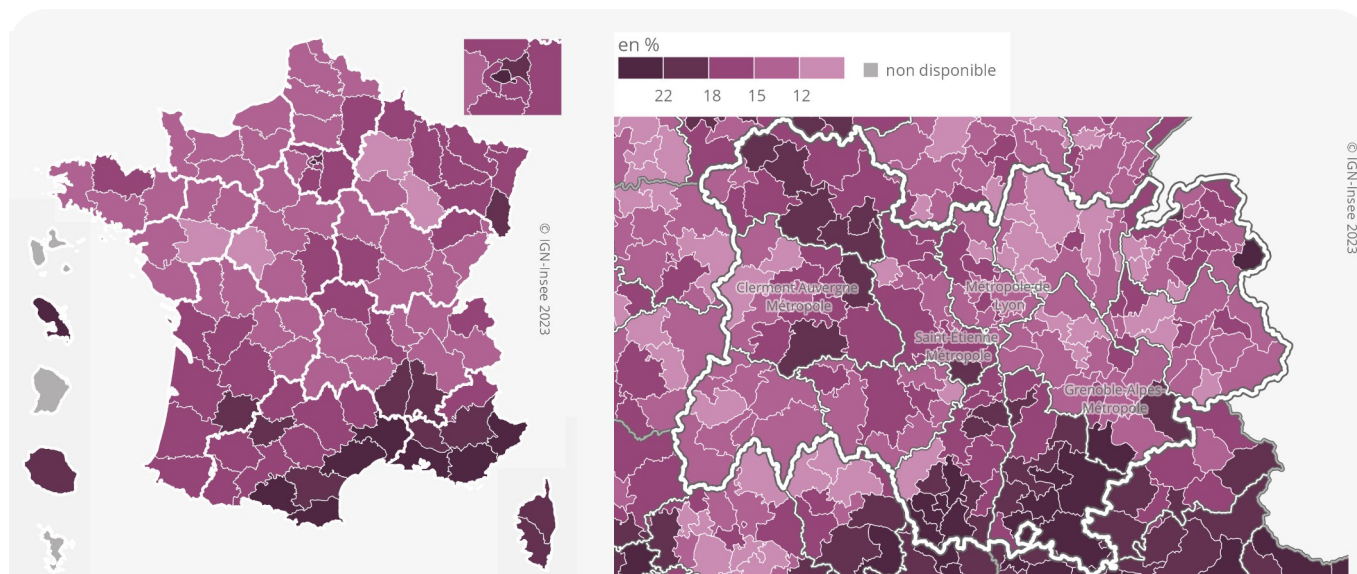 en %
22 18 15 12
non disponible
© IGN-Insee 2023
© IGN-Insee 2023
Clermont Auvergne
Métropole
Métropole de
Lyon
Saint-Etienne
Métropole
Grenoble-Alpes-
Métropole